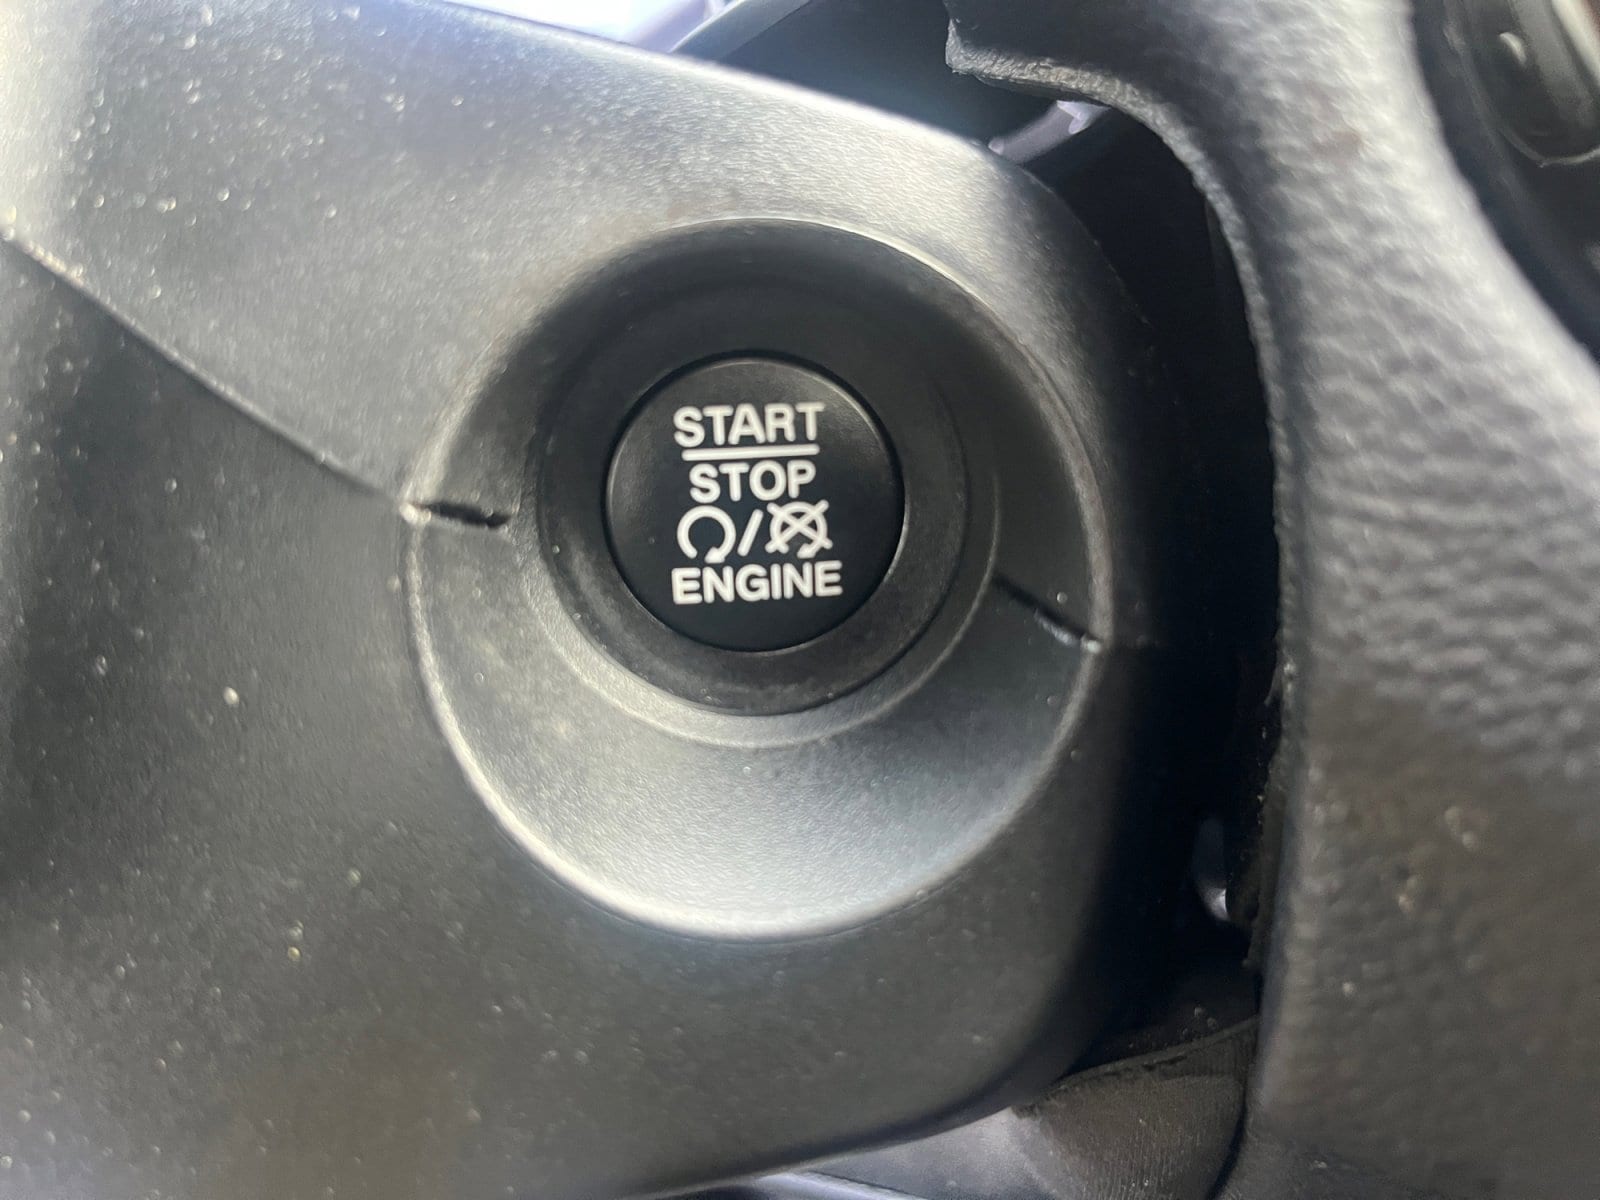 START
STOP
/
ENGINE